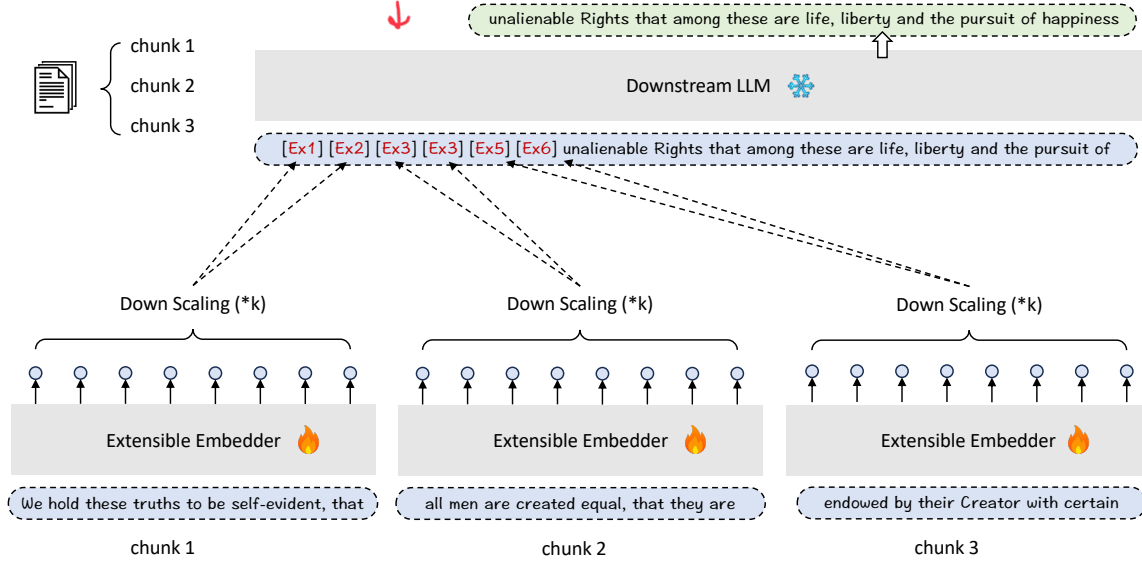 unalienable Rights that among these are life, liberty and the pursuit of happiness
chunk 1
chunk 2
chunk 3
Downstream LLM
[Ex1] [Ex2] [Ex3] [Ex3] [Ex5] [Ex6] unalienable Rights that among these are life, liberty and the pursuit of
Down Scaling (*k)
Down Scaling (*k)
Down Scaling (*k)
Extensible Embedder
Extensible Embedder
Extensible Embedder
We hold these truths to be self-evident, that
all men are created equal, that they are
endowed by their Creator with certain
chunk 1
chunk 2
chunk 3